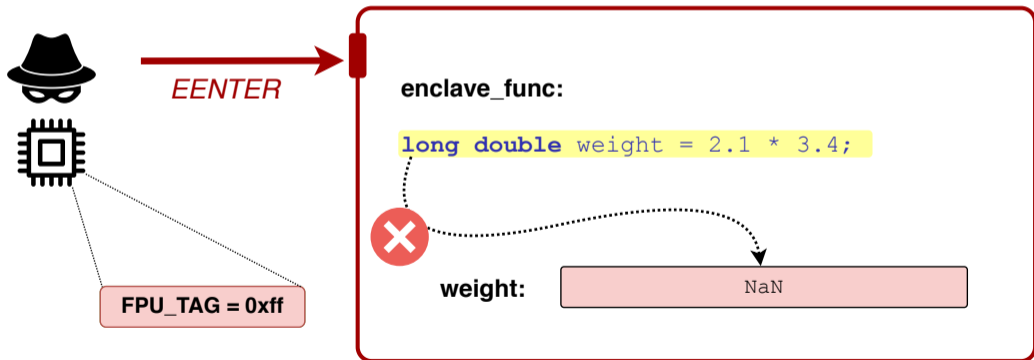 EENTER
enclave_func:
long double weight = 2.1 * 3.4;
FPU_TAG = 0xff
weight:
NaN